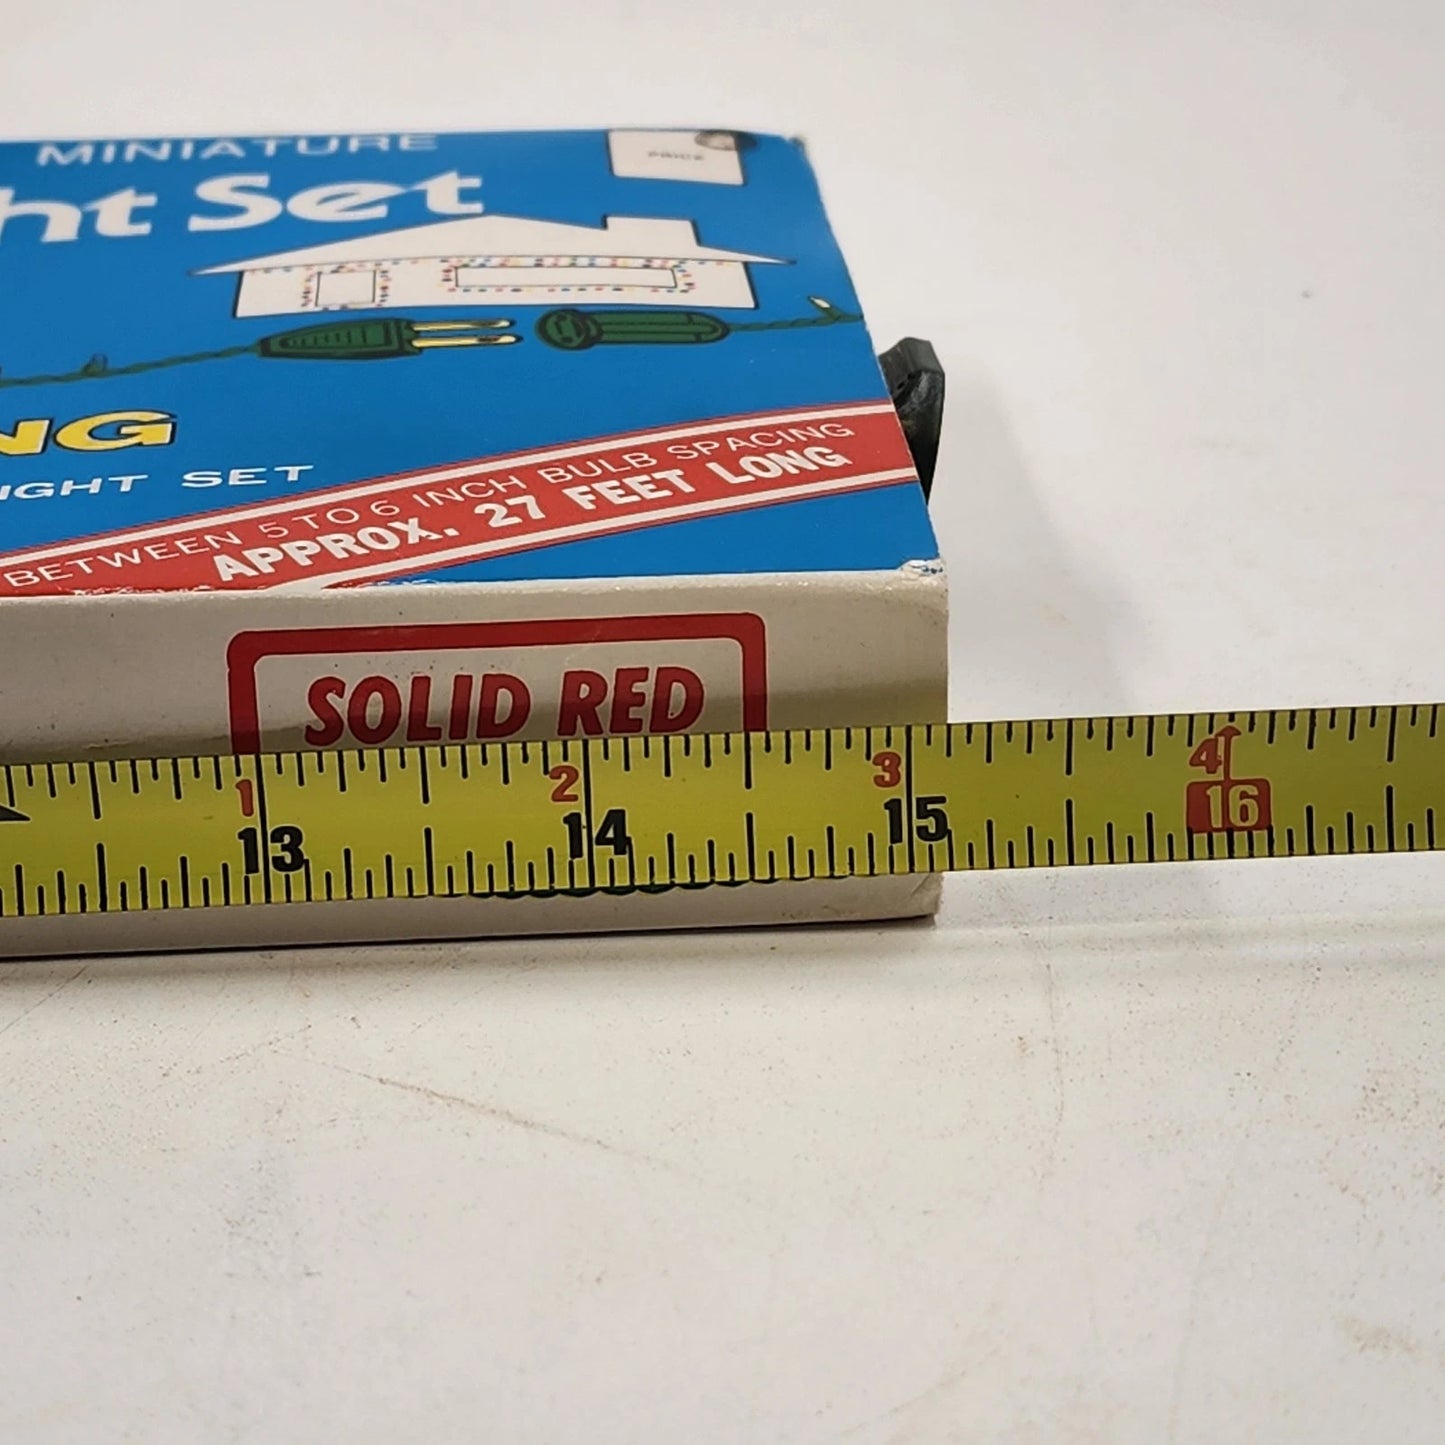 MINIATURE
PRICE
ht Set
NG
IGHT SET
BETWEEN 5 TO 6 INCH BULB SPACING
APPROX. 27 FEET LONG
SOLID RED
1 2 3 4
13 14 15 16